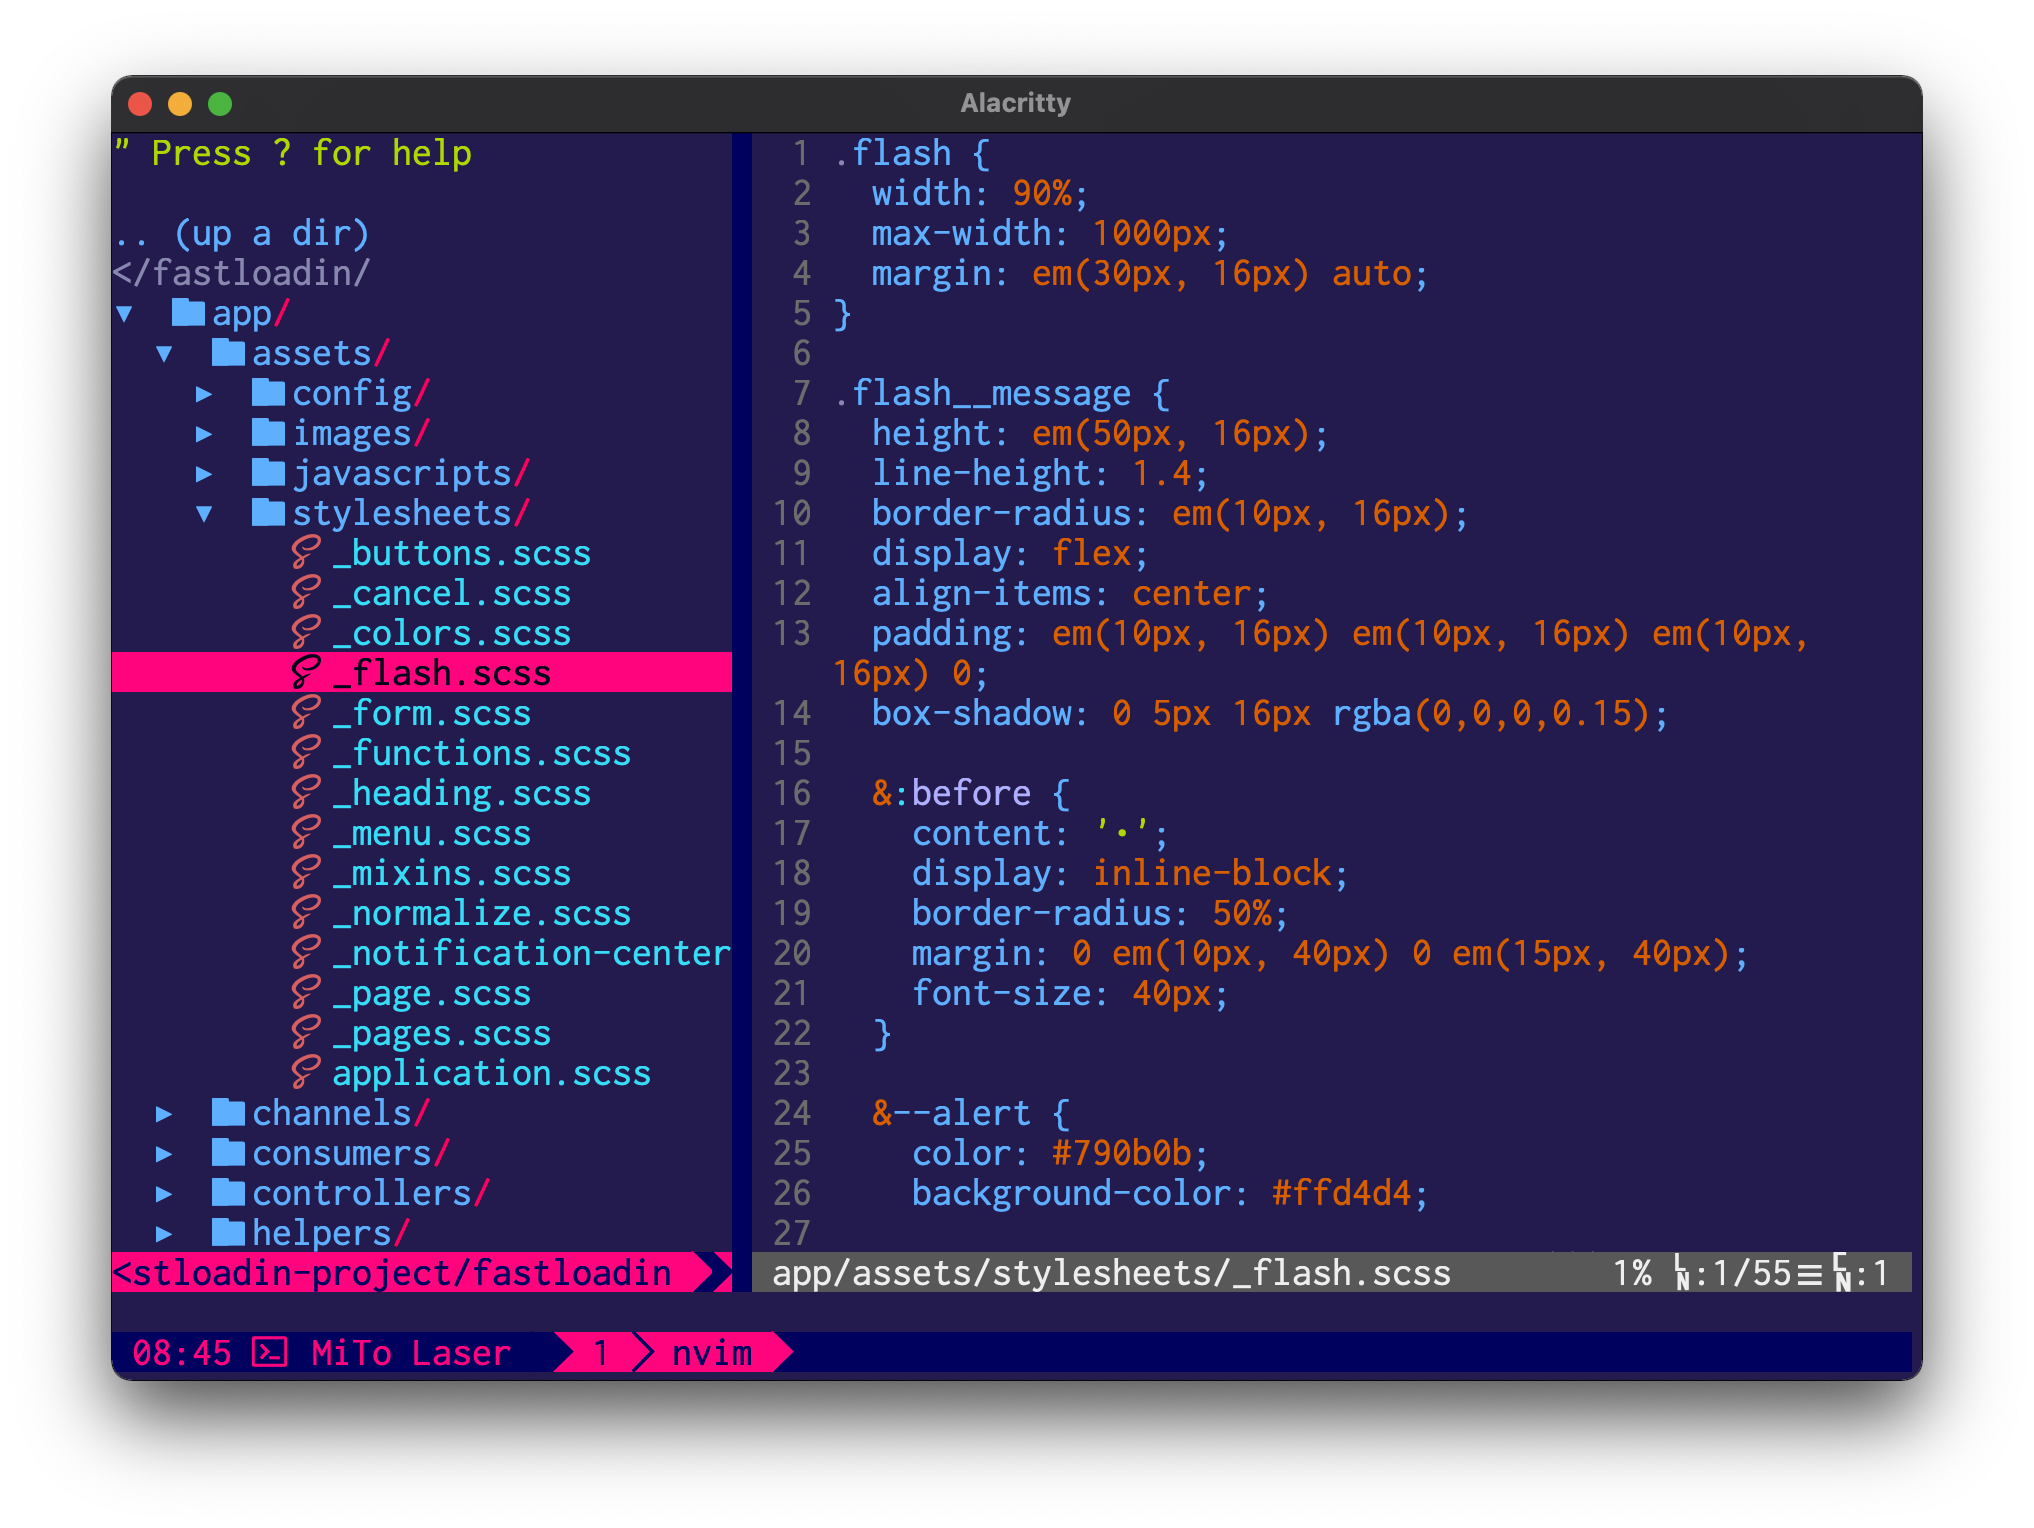 Alacritty
" Press ? for help
.. (up a dir)
</fastloadin/
▼ app/
▼ assets/
▶ config/
▶ images/
▶ javascripts/
▼ stylesheets/
_buttons.scss
_cancel.scss
_colors.scss
_flash.scss
_form.scss
_functions.scss
_heading.scss
_menu.scss
_mixins.scss
_normalize.scss
_notification-center
_page.scss
_pages.scss
application.scss
▶ channels/
▶ consumers/
▶ controllers/
▶ helpers/
<stloadin-project/fastloadin
1 .flash {
2   width: 90%;
3   max-width: 1000px;
4   margin: em(30px, 16px) auto;
5 }
6
7 .flash__message {
8   height: em(50px, 16px);
9   line-height: 1.4;
10   border-radius: em(10px, 16px);
11   display: flex;
12   align-items: center;
13   padding: em(10px, 16px) em(10px, 16px) em(10px,
16px) 0;
14   box-shadow: 0 5px 16px rgba(0,0,0,0.15);
15
16   &:before {
17     content: '•';
18     display: inline-block;
19     border-radius: 50%;
20     margin: 0 em(10px, 40px) 0 em(15px, 40px);
21     font-size: 40px;
22   }
23
24   &--alert {
25     color: #790b0b;
26     background-color: #ffd4d4;
27
app/assets/stylesheets/_flash.scss 1% LN:1/55≡CN:1
08:45 MiTo Laser 1 nvim